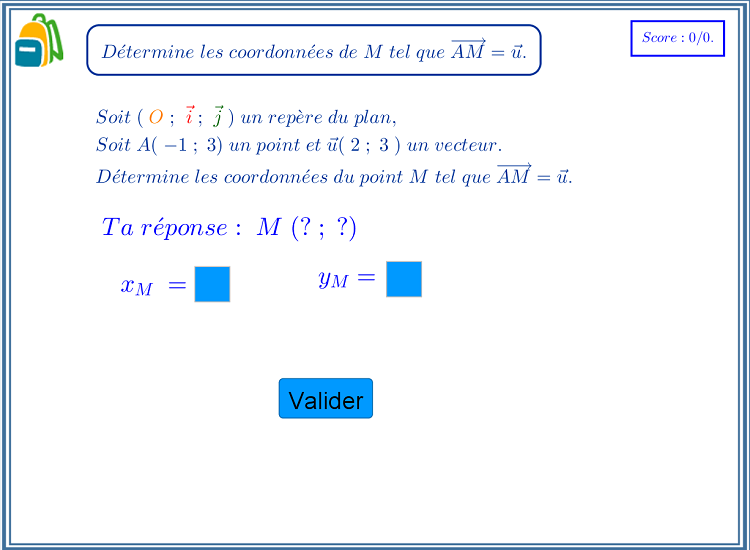 Détermine les coordonnées de M tel que $\overrightarrow{AM} = \vec{u}$.
Score : 0/0.
Soit ( O ; $\vec{i}$ ; $\vec{j}$ ) un repère du plan,
Soit A( −1 ; 3) un point et $\vec{u}$( 2 ; 3 ) un vecteur.
Détermine les coordonnées du point M tel que $\overrightarrow{AM} = \vec{u}$.
Ta réponse : M (? ; ?)
$x_M$ = $y_M$ =
Valider